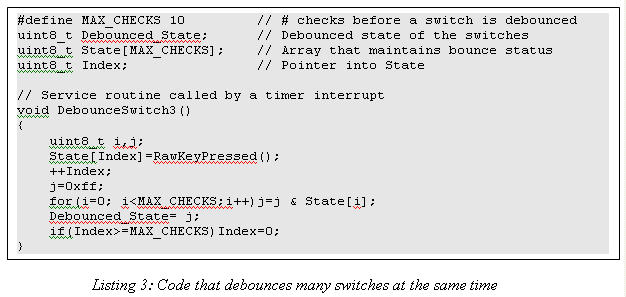 #define MAX_CHECKS 10 // # checks before a switch is debounced
uint8_t Debounced_State; // Debounced state of the switches
uint8_t State[MAX_CHECKS]; // Array that maintains bounce status
uint8_t Index; // Pointer into State
// Service routine called by a timer interrupt
void DebounceSwitch3()
{
uint8_t i,j;
State[Index]=RawKeyPressed();
++Index;
j=0xff;
for(i=0; i<MAX_CHECKS;i++)j=j & State[i];
Debounced_State= j;
if(Index>=MAX_CHECKS)Index=0;
}
Listing 3: Code that debounces many switches at the same time